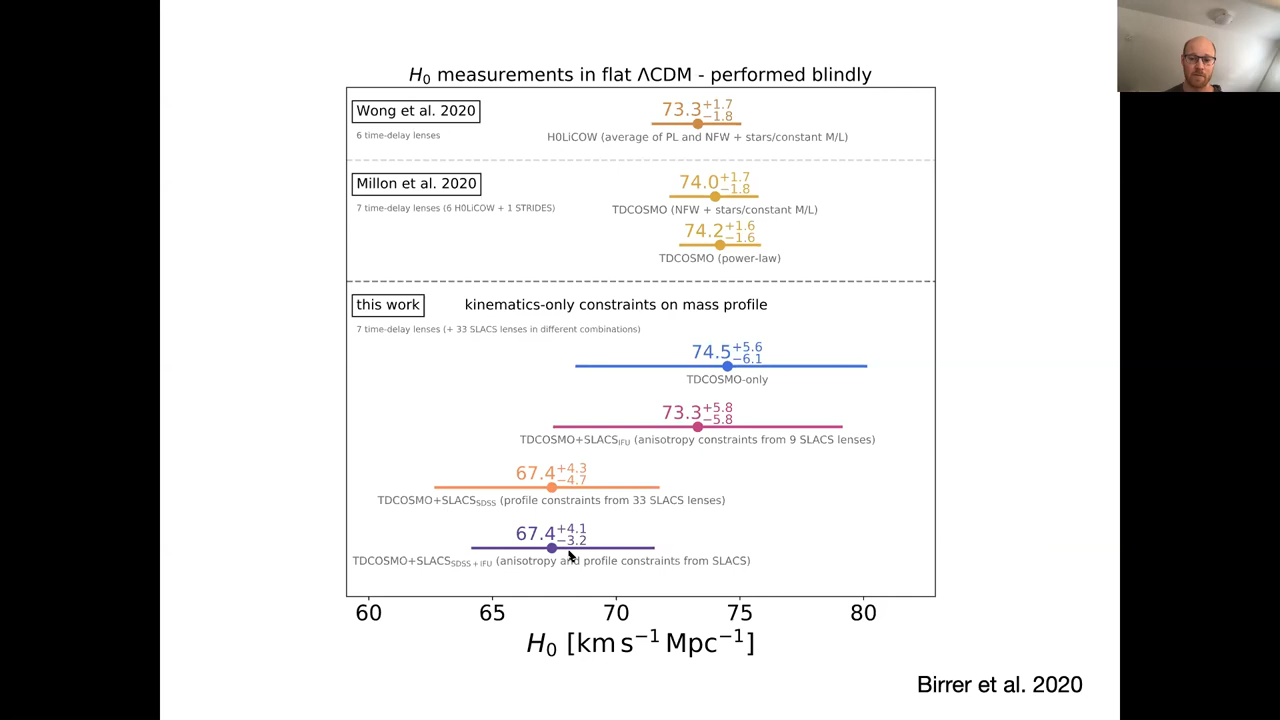 H₀ measurements in flat ΛCDM - performed blindly
Wong et al. 2020
6 time-delay lenses
73.3+1.7−1.8
H0LiCOW (average of PL and NFW + stars/constant M/L)
Millon et al. 2020
7 time-delay lenses (6 H0LiCOW + 1 STRIDES)
74.0+1.7−1.8
TDCOSMO (NFW + stars/constant M/L)
74.2+1.6−1.6
TDCOSMO (power-law)
this work kinematics-only constraints on mass profile
7 time-delay lenses (+ 33 SLACS lenses in different combinations)
74.5+5.6−6.1
TDCOSMO-only
73.3+5.8−5.8
TDCOSMO+SLACSIFU (anisotropy constraints from 9 SLACS lenses)
67.4+4.3−4.7
TDCOSMO+SLACSSDSS (profile constraints from 33 SLACS lenses)
67.4+4.1−3.2
TDCOSMO+SLACSSDSS+IFU (anisotropy and profile constraints from SLACS)
60 65 70 75 80
H₀ [km s⁻¹ Mpc⁻¹]
Birrer et al. 2020